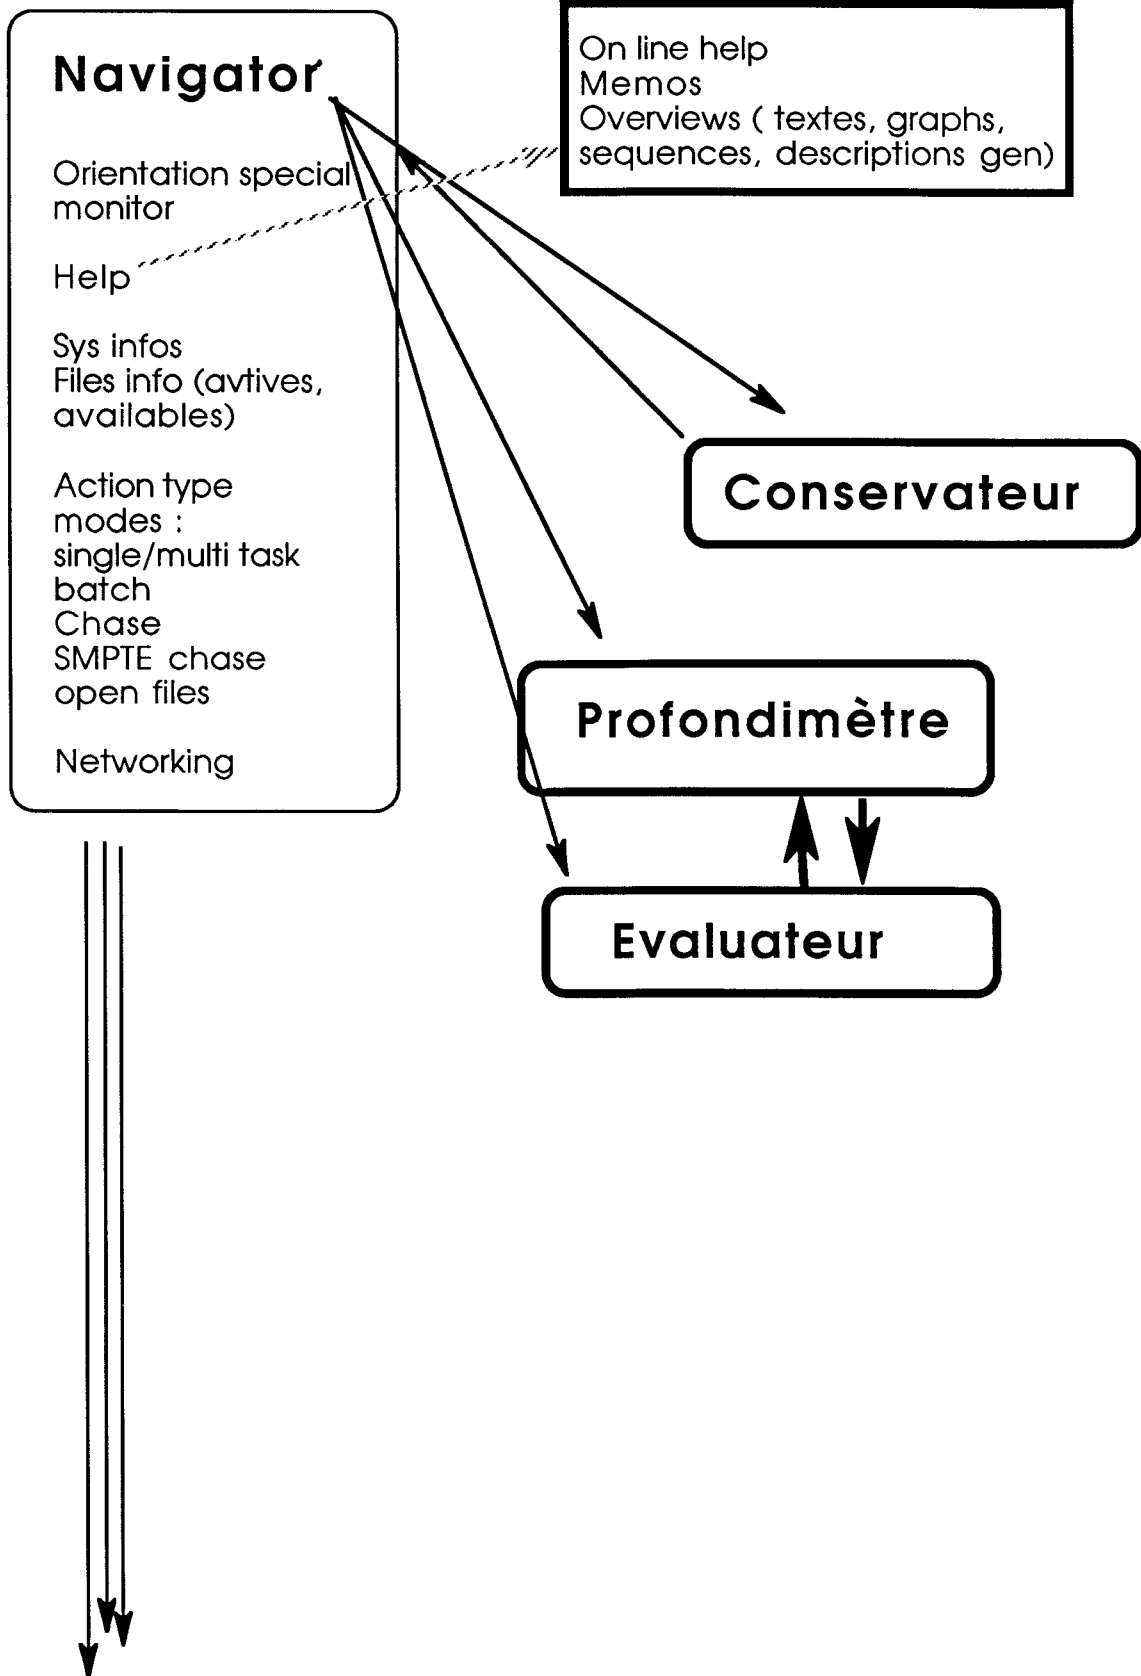 Navigator
Orientation special
monitor
Help
Sys infos
Files info (avtives,
availables)
Action type
modes :
single/multi task
batch
Chase
SMPTE chase
open files
Networking
On line help
Memos
Overviews ( textes, graphs,
sequences, descriptions gen)
Conservateur
Profondimètre
Evaluateur